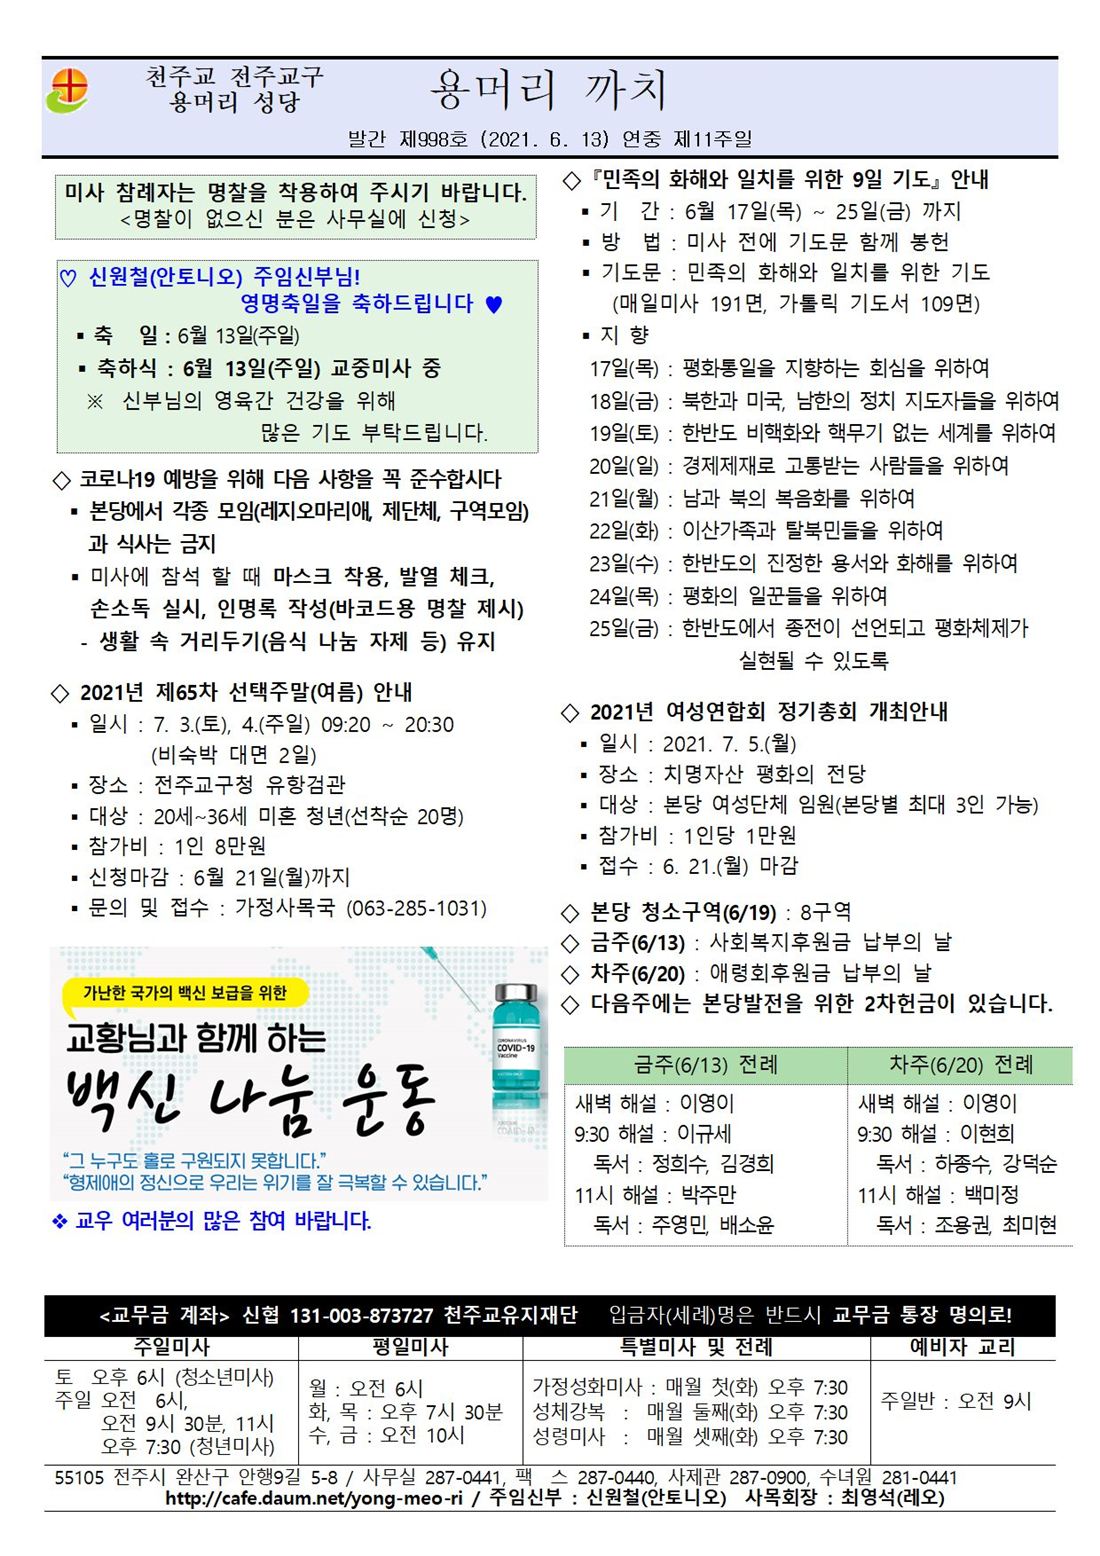 천주교 전주교구
용머리 성당
용머리 까치
발간 제998호 (2021. 6. 13) 연중 제11주일
미사 참례자는 명찰을 착용하여 주시기 바랍니다.
<명찰이 없으신 분은 사무실에 신청>
♡ 신원철(안토니오) 주임신부님!
영명축일을 축하드립니다 ♥
▪ 축 일 : 6월 13일(주일)
▪ 축하식 : 6월 13일(주일) 교중미사 중
※ 신부님의 영육간 건강을 위해
많은 기도 부탁드립니다.
◇ 코로나19 예방을 위해 다음 사항을 꼭 준수합시다
▪ 본당에서 각종 모임(레지오마리애, 제단체, 구역모임)
과 식사는 금지
▪ 미사에 참석 할 때 마스크 착용, 발열 체크,
손소독 실시, 인명록 작성(바코드용 명찰 제시)
- 생활 속 거리두기(음식 나눔 자제 등) 유지
◇ 2021년 제65차 선택주말(여름) 안내
▪ 일시 : 7. 3.(토), 4.(주일) 09:20 ~ 20:30
(비숙박 대면 2일)
▪ 장소 : 전주교구청 유항검관
▪ 대상 : 20세~36세 미혼 청년(선착순 20명)
▪ 참가비 : 1인 8만원
▪ 신청마감 : 6월 21일(월)까지
▪ 문의 및 접수 : 가정사목국 (063-285-1031)
가난한 국가의 백신 보급을 위한
교황님과 함께 하는
백신 나눔 운동
CORONAVIRUS
COVID-19
Vaccine
“그 누구도 홀로 구원되지 못합니다.”
“형제애의 정신으로 우리는 위기를 잘 극복할 수 있습니다.”
❖ 교우 여러분의 많은 참여 바랍니다.
◇ 『민족의 화해와 일치를 위한 9일 기도』 안내
▪ 기 간 : 6월 17일(목) ~ 25일(금) 까지
▪ 방 법 : 미사 전에 기도문 함께 봉헌
▪ 기도문 : 민족의 화해와 일치를 위한 기도
(매일미사 191면, 가톨릭 기도서 109면)
▪ 지 향
17일(목) : 평화통일을 지향하는 회심을 위하여
18일(금) : 북한과 미국, 남한의 정치 지도자들을 위하여
19일(토) : 한반도 비핵화와 핵무기 없는 세계를 위하여
20일(일) : 경제제재로 고통받는 사람들을 위하여
21일(월) : 남과 북의 복음화를 위하여
22일(화) : 이산가족과 탈북민들을 위하여
23일(수) : 한반도의 진정한 용서와 화해를 위하여
24일(목) : 평화의 일꾼들을 위하여
25일(금) : 한반도에서 종전이 선언되고 평화체제가
실현될 수 있도록
◇ 2021년 여성연합회 정기총회 개최안내
▪ 일시 : 2021. 7. 5.(월)
▪ 장소 : 치명자산 평화의 전당
▪ 대상 : 본당 여성단체 임원(본당별 최대 3인 가능)
▪ 참가비 : 1인당 1만원
▪ 접수 : 6. 21.(월) 마감
◇ 본당 청소구역(6/19) : 8구역
◇ 금주(6/13) : 사회복지후원금 납부의 날
◇ 차주(6/20) : 애령회후원금 납부의 날
◇ 다음주에는 본당발전을 위한 2차헌금이 있습니다.
금주(6/13) 전례 차주(6/20) 전례
새벽 해설 : 이영이 새벽 해설 : 이영이
9:30 해설 : 이규세 9:30 해설 : 이현희
독서 : 정희수, 김경희 독서 : 하종수, 강덕순
11시 해설 : 박주만 11시 해설 : 백미정
독서 : 주영민, 배소윤 독서 : 조용권, 최미현
<교무금 계좌> 신협 131-003-873727 천주교유지재단 입금자(세례)명은 반드시 교무금 통장 명의로!
주일미사 평일미사 특별미사 및 전례 예비자 교리
토 오후 6시 (청소년미사)
주일 오전 6시,
오전 9시 30분, 11시
오후 7:30 (청년미사)
월 : 오전 6시
화, 목 : 오후 7시 30분
수, 금 : 오전 10시
가정성화미사 : 매월 첫(화) 오후 7:30
성체강복 : 매월 둘째(화) 오후 7:30
성령미사 : 매월 셋째(화) 오후 7:30
주일반 : 오전 9시
55105 전주시 완산구 안행9길 5-8 / 사무실 287-0441, 팩 스 287-0440, 사제관 287-0900, 수녀원 281-0441
http://cafe.daum.net/yong-meo-ri / 주임신부 : 신원철(안토니오) 사목회장 : 최영석(레오)